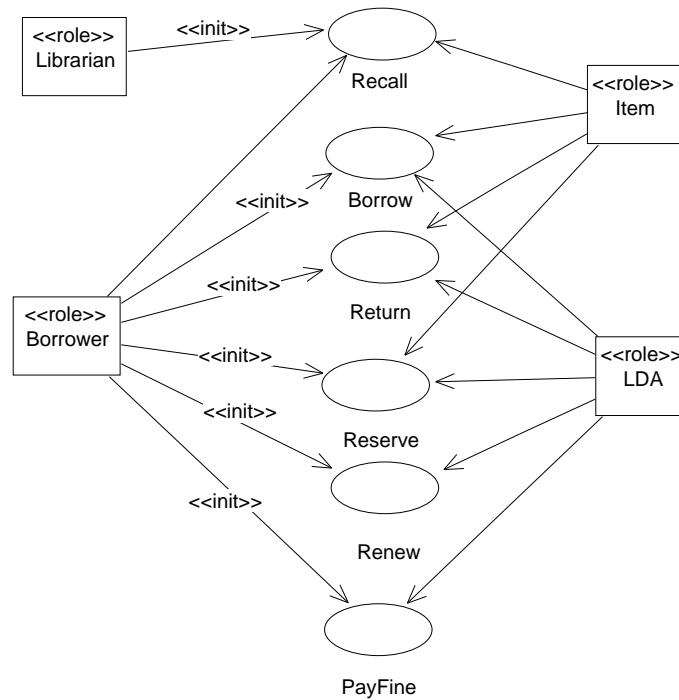 <<init>>
<<role>>
Librarian
Recall
<<role>>
Item
<<init>>
Borrow
<<init>>
Return
<<role>>
Borrower
<<init>>
<<role>>
LDA
<<init>>
Reserve
<<init>>
Renew
PayFine